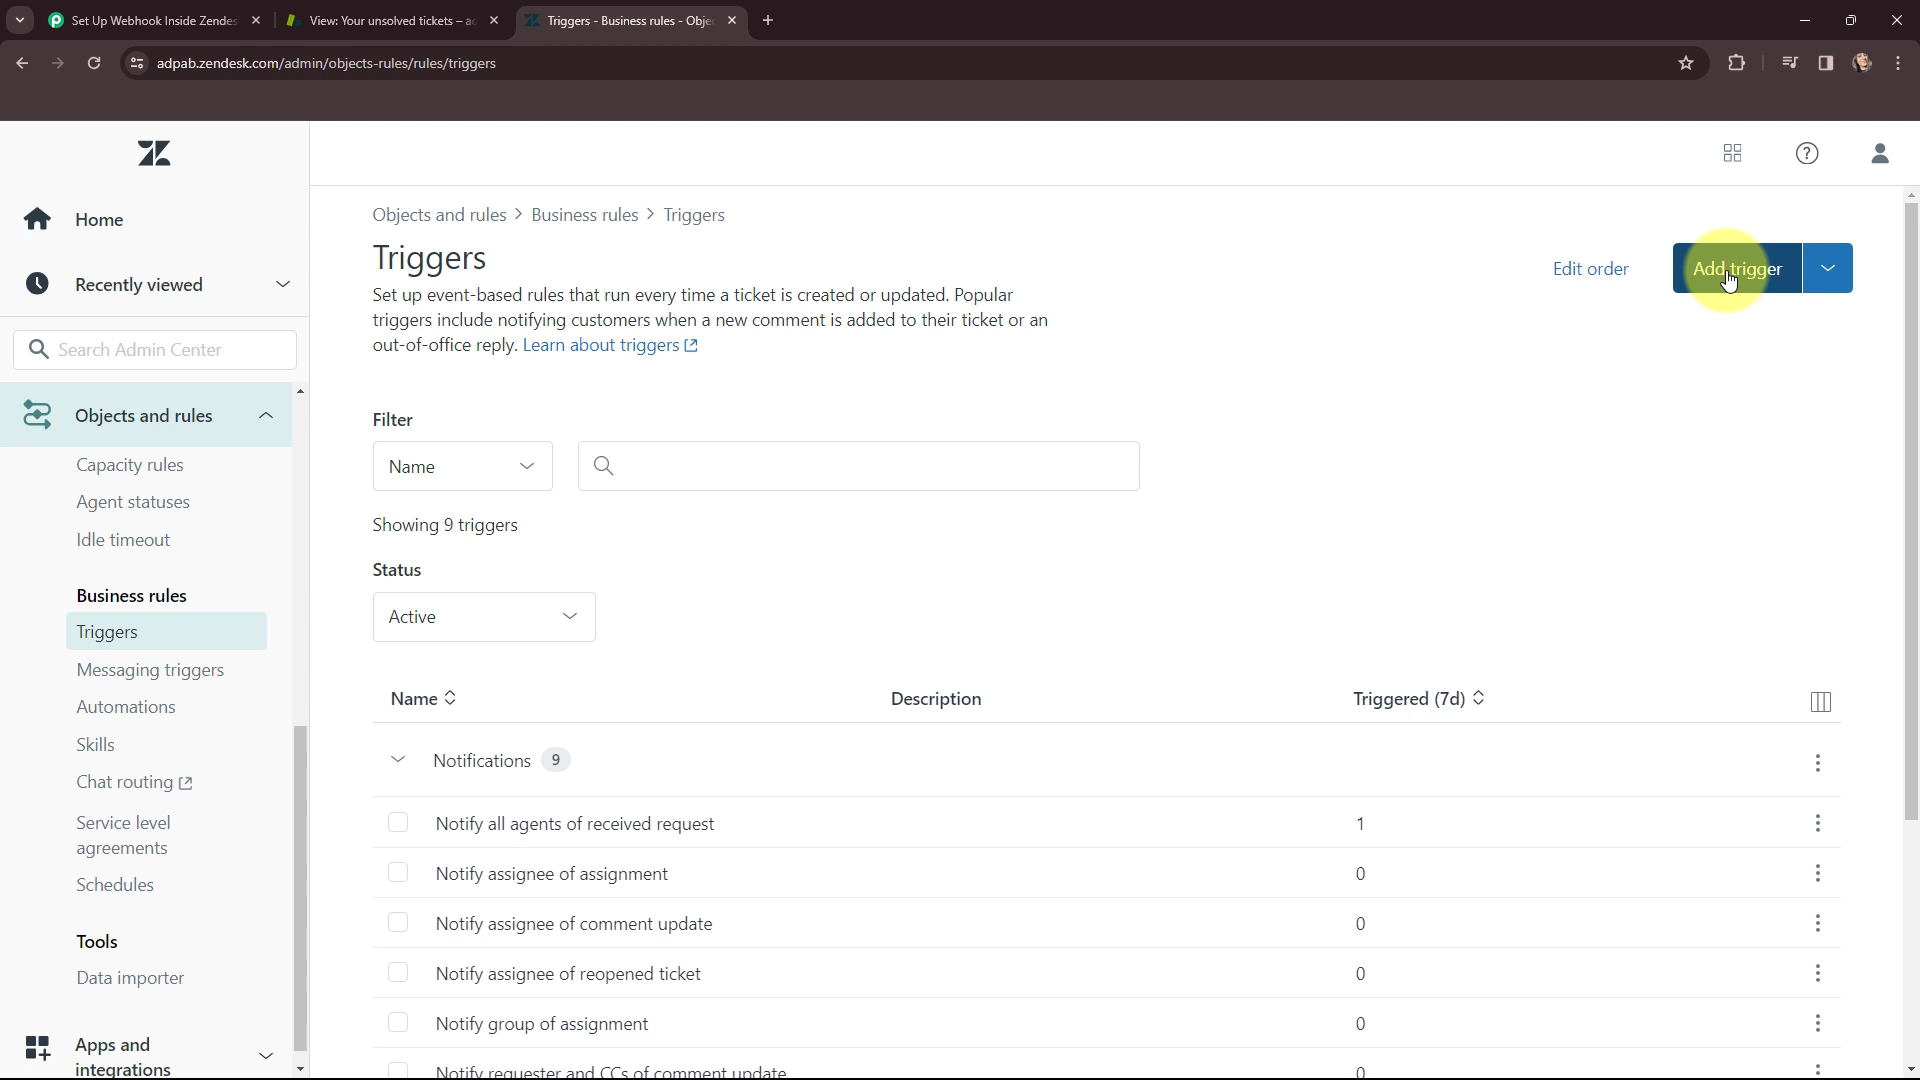 Set Up Webhook Inside Zendes
View: Your unsolved tickets – ad
Triggers - Business rules - Obje
adpab.zendesk.com/admin/objects-rules/rules/triggers
Home
Recently viewed
Search Admin Center
Objects and rules
Capacity rules
Agent statuses
Idle timeout
Business rules
Triggers
Messaging triggers
Automations
Skills
Chat routing
Service level
agreements
Schedules
Tools
Data importer
Apps and
integrations
Objects and rules > Business rules > Triggers
Triggers
Edit order
Add trigger
Set up event-based rules that run every time a ticket is created or updated. Popular
triggers include notifying customers when a new comment is added to their ticket or an
out-of-office reply. Learn about triggers
Filter
Name
Showing 9 triggers
Status
Active
Name Description Triggered (7d)
Notifications 9
Notify all agents of received request 1
Notify assignee of assignment 0
Notify assignee of comment update 0
Notify assignee of reopened ticket 0
Notify group of assignment 0
Notify requester and CCs of comment update 0